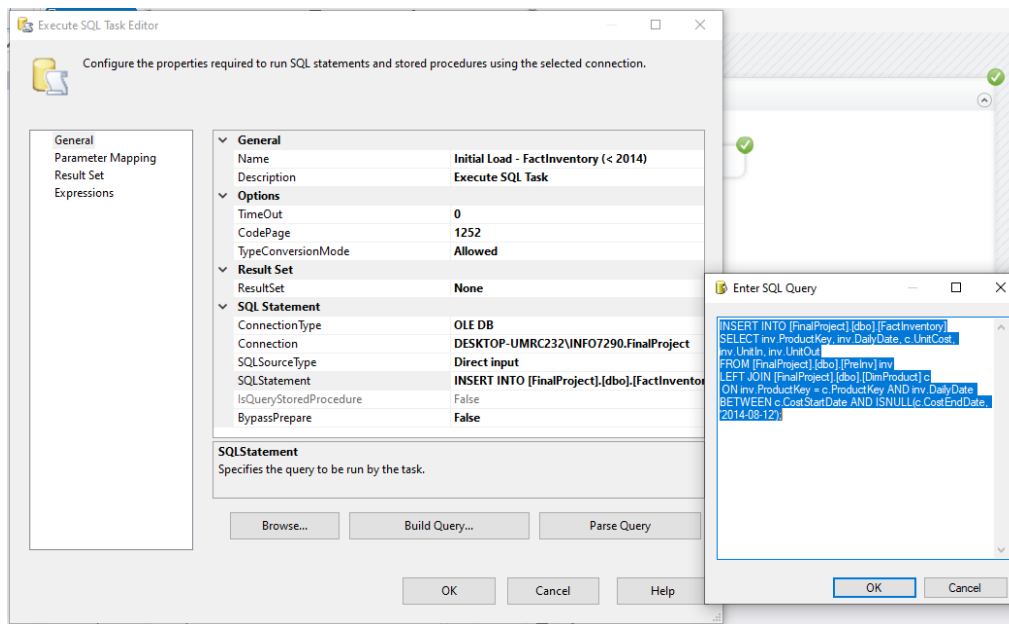 Execute SQL Task Editor
Configure the properties required to run SQL statements and stored procedures using the selected connection.
General
Parameter Mapping
Result Set
Expressions
General
Name Initial Load - FactInventory (< 2014)
Description Execute SQL Task
Options
TimeOut 0
CodePage 1252
TypeConversionMode Allowed
Result Set
ResultSet None
SQL Statement
ConnectionType OLE DB
Connection DESKTOP-UMRC232\INFO7290.FinalProject
SQLSourceType Direct input
SQLStatement INSERT INTO [FinalProject].[dbo].[FactInventor
IsQueryStoredProcedure False
BypassPrepare False
SQLStatement
Specifies the query to be run by the task.
Browse... Build Query... Parse Query
OK Cancel Help
Enter SQL Query
INSERT INTO [FinalProject].[dbo].[FactInventory]
SELECT inv.ProductKey, inv.DailyDate, c.UnitCost,
inv.UnitIn, inv.UnitOut
FROM [FinalProject].[dbo].[PreInv] inv
LEFT JOIN [FinalProject].[dbo].[DimProduct] c
ON inv.ProductKey = c.ProductKey AND inv.DailyDate
BETWEEN c.CostStartDate AND ISNULL(c.CostEndDate,
'2014-08-12');
OK Cancel